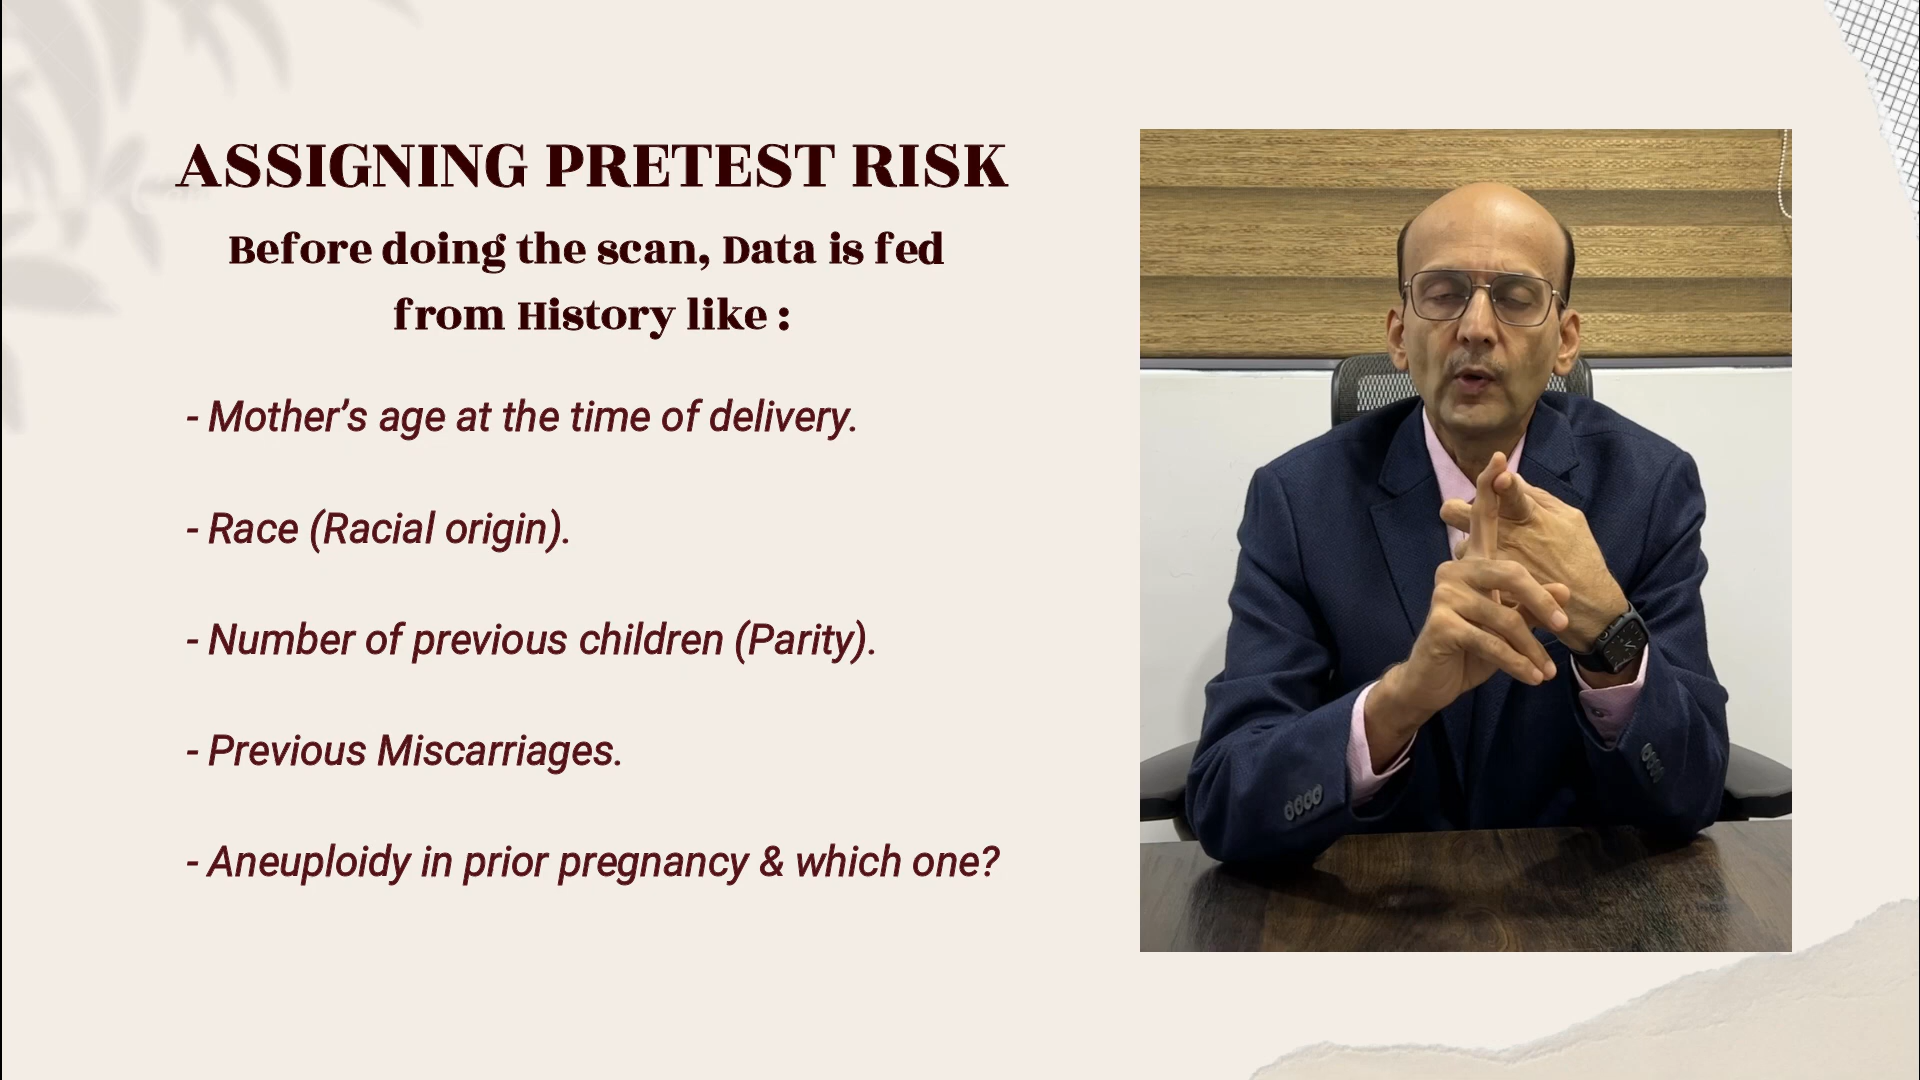 ASSIGNING PRETEST RISK
Before doing the scan, Data is fed
from History like :
- Mother's age at the time of delivery.
- Race (Racial origin).
- Number of previous children (Parity).
- Previous Miscarriages.
- Aneuploidy in prior pregnancy & which one?